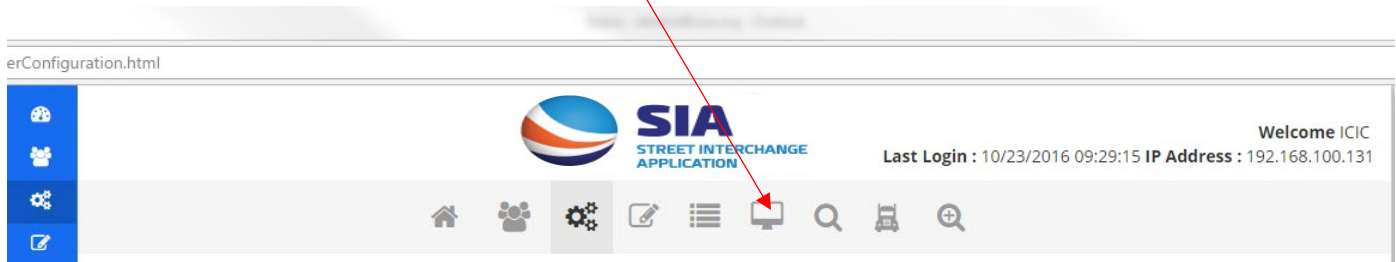 erConfiguration.html
SIA
STREET INTERCHANGE
APPLICATION
Welcome ICIC
Last Login : 10/23/2016 09:29:15 IP Address : 192.168.100.131